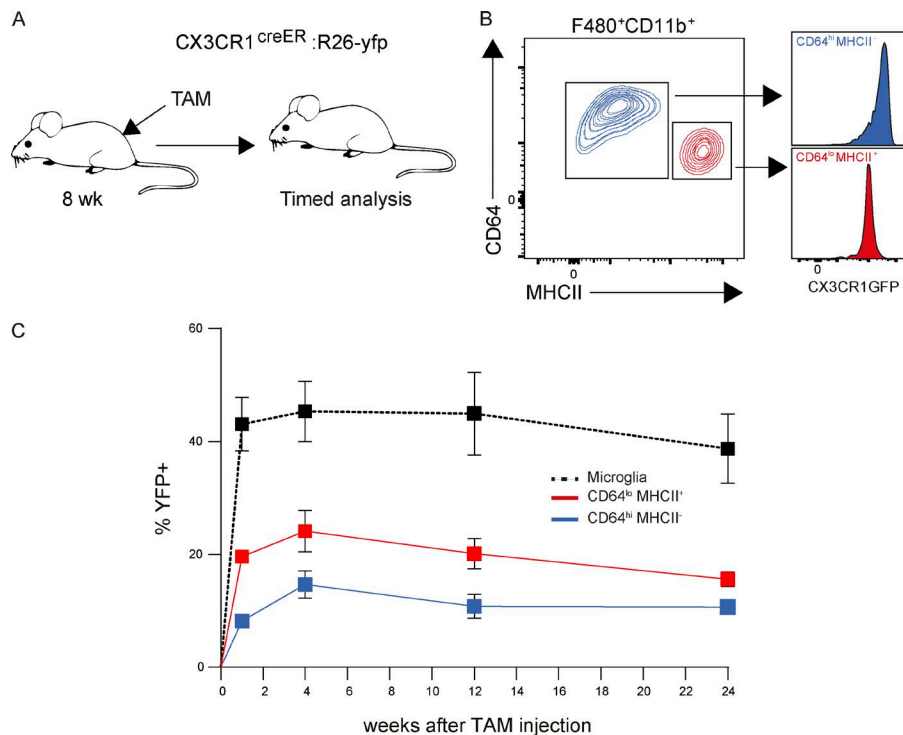 A
CX3CR1creER :R26-yfp
TAM
8 wk
Timed analysis
B
F480+CD11b+
CD64
0
0
MHCII
CD64hi MHCII-
CD64lo MHCII+
0
CX3CR1GFP
C
% YFP+
60
40
20
0
Microglia
CD64lo MHCII+
CD64hi MHCII-
0 2 4 6 8 10 12 14 16 18 20 22 24
weeks after TAM injection